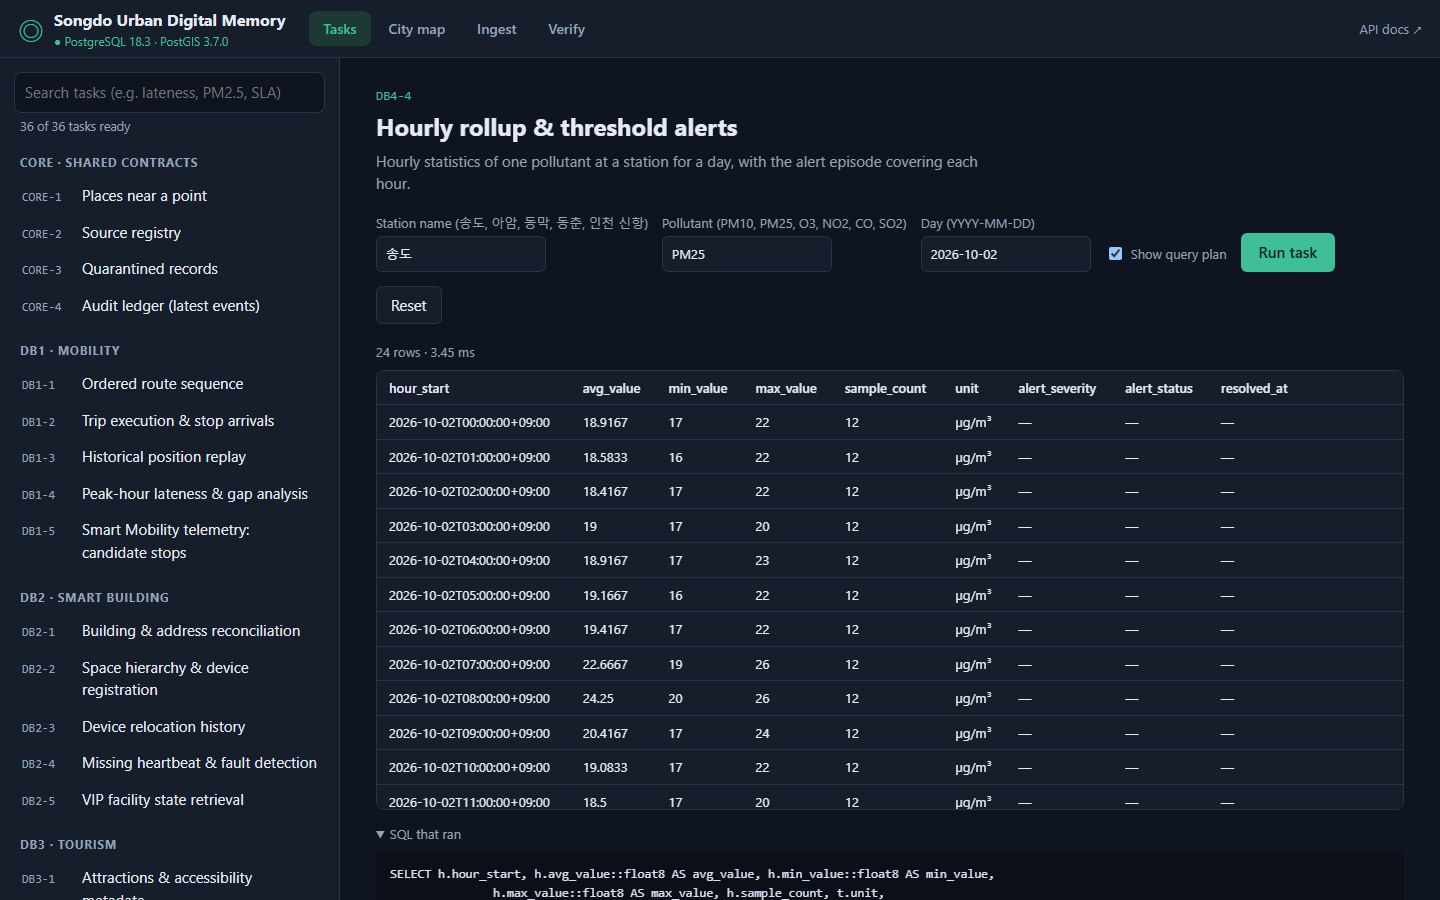 Songdo Urban Digital Memory
● PostgreSQL 18.3 · PostGIS 3.7.0
Tasks
City map
Ingest
Verify
API docs ↗
Search tasks (e.g. lateness, PM2.5, SLA)
36 of 36 tasks ready
CORE · SHARED CONTRACTS
CORE-1 Places near a point
CORE-2 Source registry
CORE-3 Quarantined records
CORE-4 Audit ledger (latest events)
DB1 · MOBILITY
DB1-1 Ordered route sequence
DB1-2 Trip execution & stop arrivals
DB1-3 Historical position replay
DB1-4 Peak-hour lateness & gap analysis
DB1-5 Smart Mobility telemetry:
candidate stops
DB2 · SMART BUILDING
DB2-1 Building & address reconciliation
DB2-2 Space hierarchy & device
registration
DB2-3 Device relocation history
DB2-4 Missing heartbeat & fault detection
DB2-5 VIP facility state retrieval
DB3 · TOURISM
DB3-1 Attractions & accessibility
metadata
DB4-4
Hourly rollup & threshold alerts
Hourly statistics of one pollutant at a station for a day, with the alert episode covering each
hour.
Station name (송도, 아암, 동막, 동춘, 인천 신항) Pollutant (PM10, PM25, O3, NO2, CO, SO2) Day (YYYY-MM-DD)
송도 PM25 2026-10-02 Show query plan Run task
Reset
24 rows · 3.45 ms
hour_start avg_value min_value max_value sample_count unit alert_severity alert_status resolved_at
2026-10-02T00:00:00+09:00 18.9167 17 22 12 µg/m³ — — —
2026-10-02T01:00:00+09:00 18.5833 16 22 12 µg/m³ — — —
2026-10-02T02:00:00+09:00 18.4167 17 22 12 µg/m³ — — —
2026-10-02T03:00:00+09:00 19 17 20 12 µg/m³ — — —
2026-10-02T04:00:00+09:00 18.9167 17 23 12 µg/m³ — — —
2026-10-02T05:00:00+09:00 19.1667 16 22 12 µg/m³ — — —
2026-10-02T06:00:00+09:00 19.4167 17 22 12 µg/m³ — — —
2026-10-02T07:00:00+09:00 22.6667 19 26 12 µg/m³ — — —
2026-10-02T08:00:00+09:00 24.25 20 26 12 µg/m³ — — —
2026-10-02T09:00:00+09:00 20.4167 17 24 12 µg/m³ — — —
2026-10-02T10:00:00+09:00 19.0833 17 22 12 µg/m³ — — —
2026-10-02T11:00:00+09:00 18.5 17 20 12 µg/m³ — — —
▼ SQL that ran
SELECT h.hour_start, h.avg_value::float8 AS avg_value, h.min_value::float8 AS min_value,
h.max_value::float8 AS max_value, h.sample_count, t.unit,